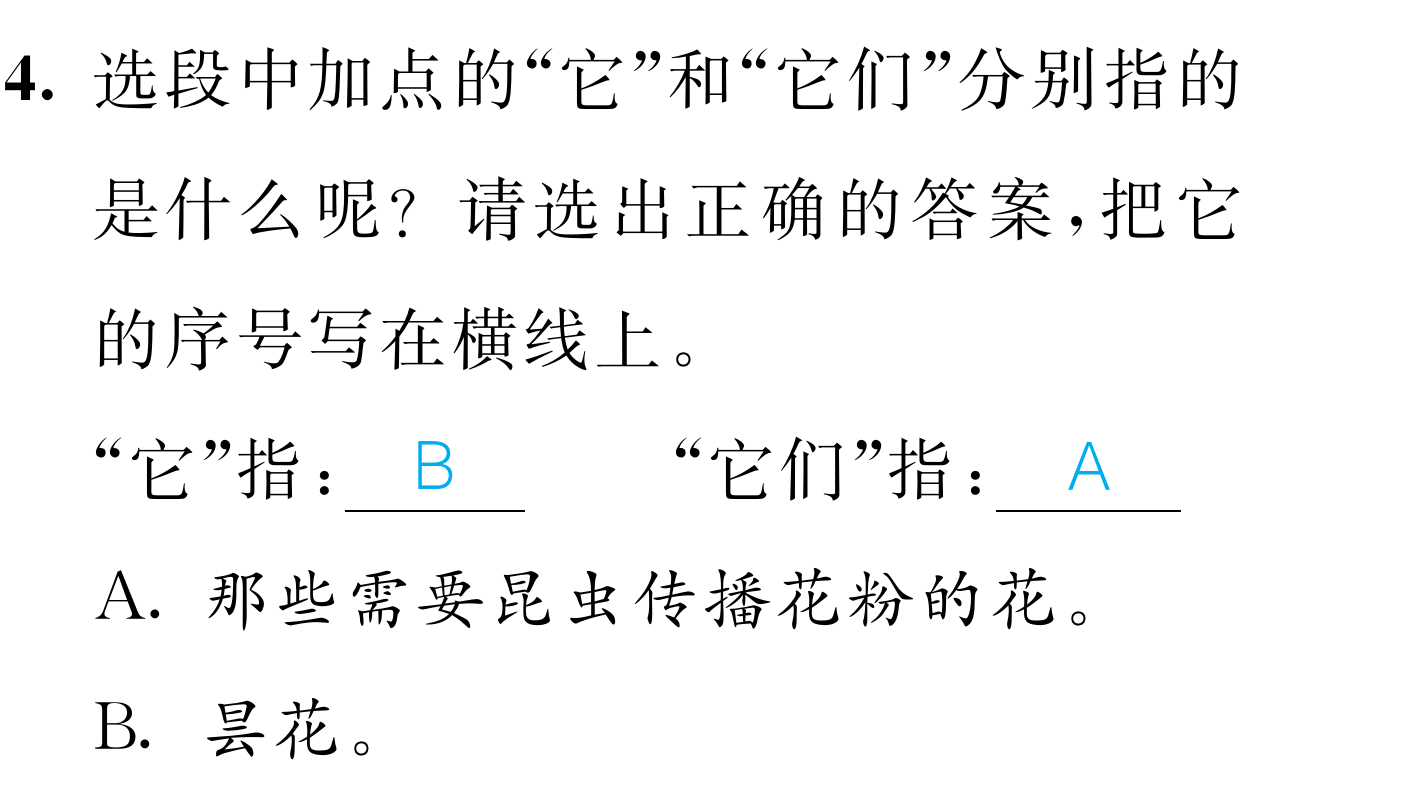 4. 选段中加点的“它”和“它们”分别指的
是什么呢？请选出正确的答案，把它
的序号写在横线上。
“它”指：B “它们”指：A
A. 那些需要昆虫传播花粉的花。
B. 昙花。